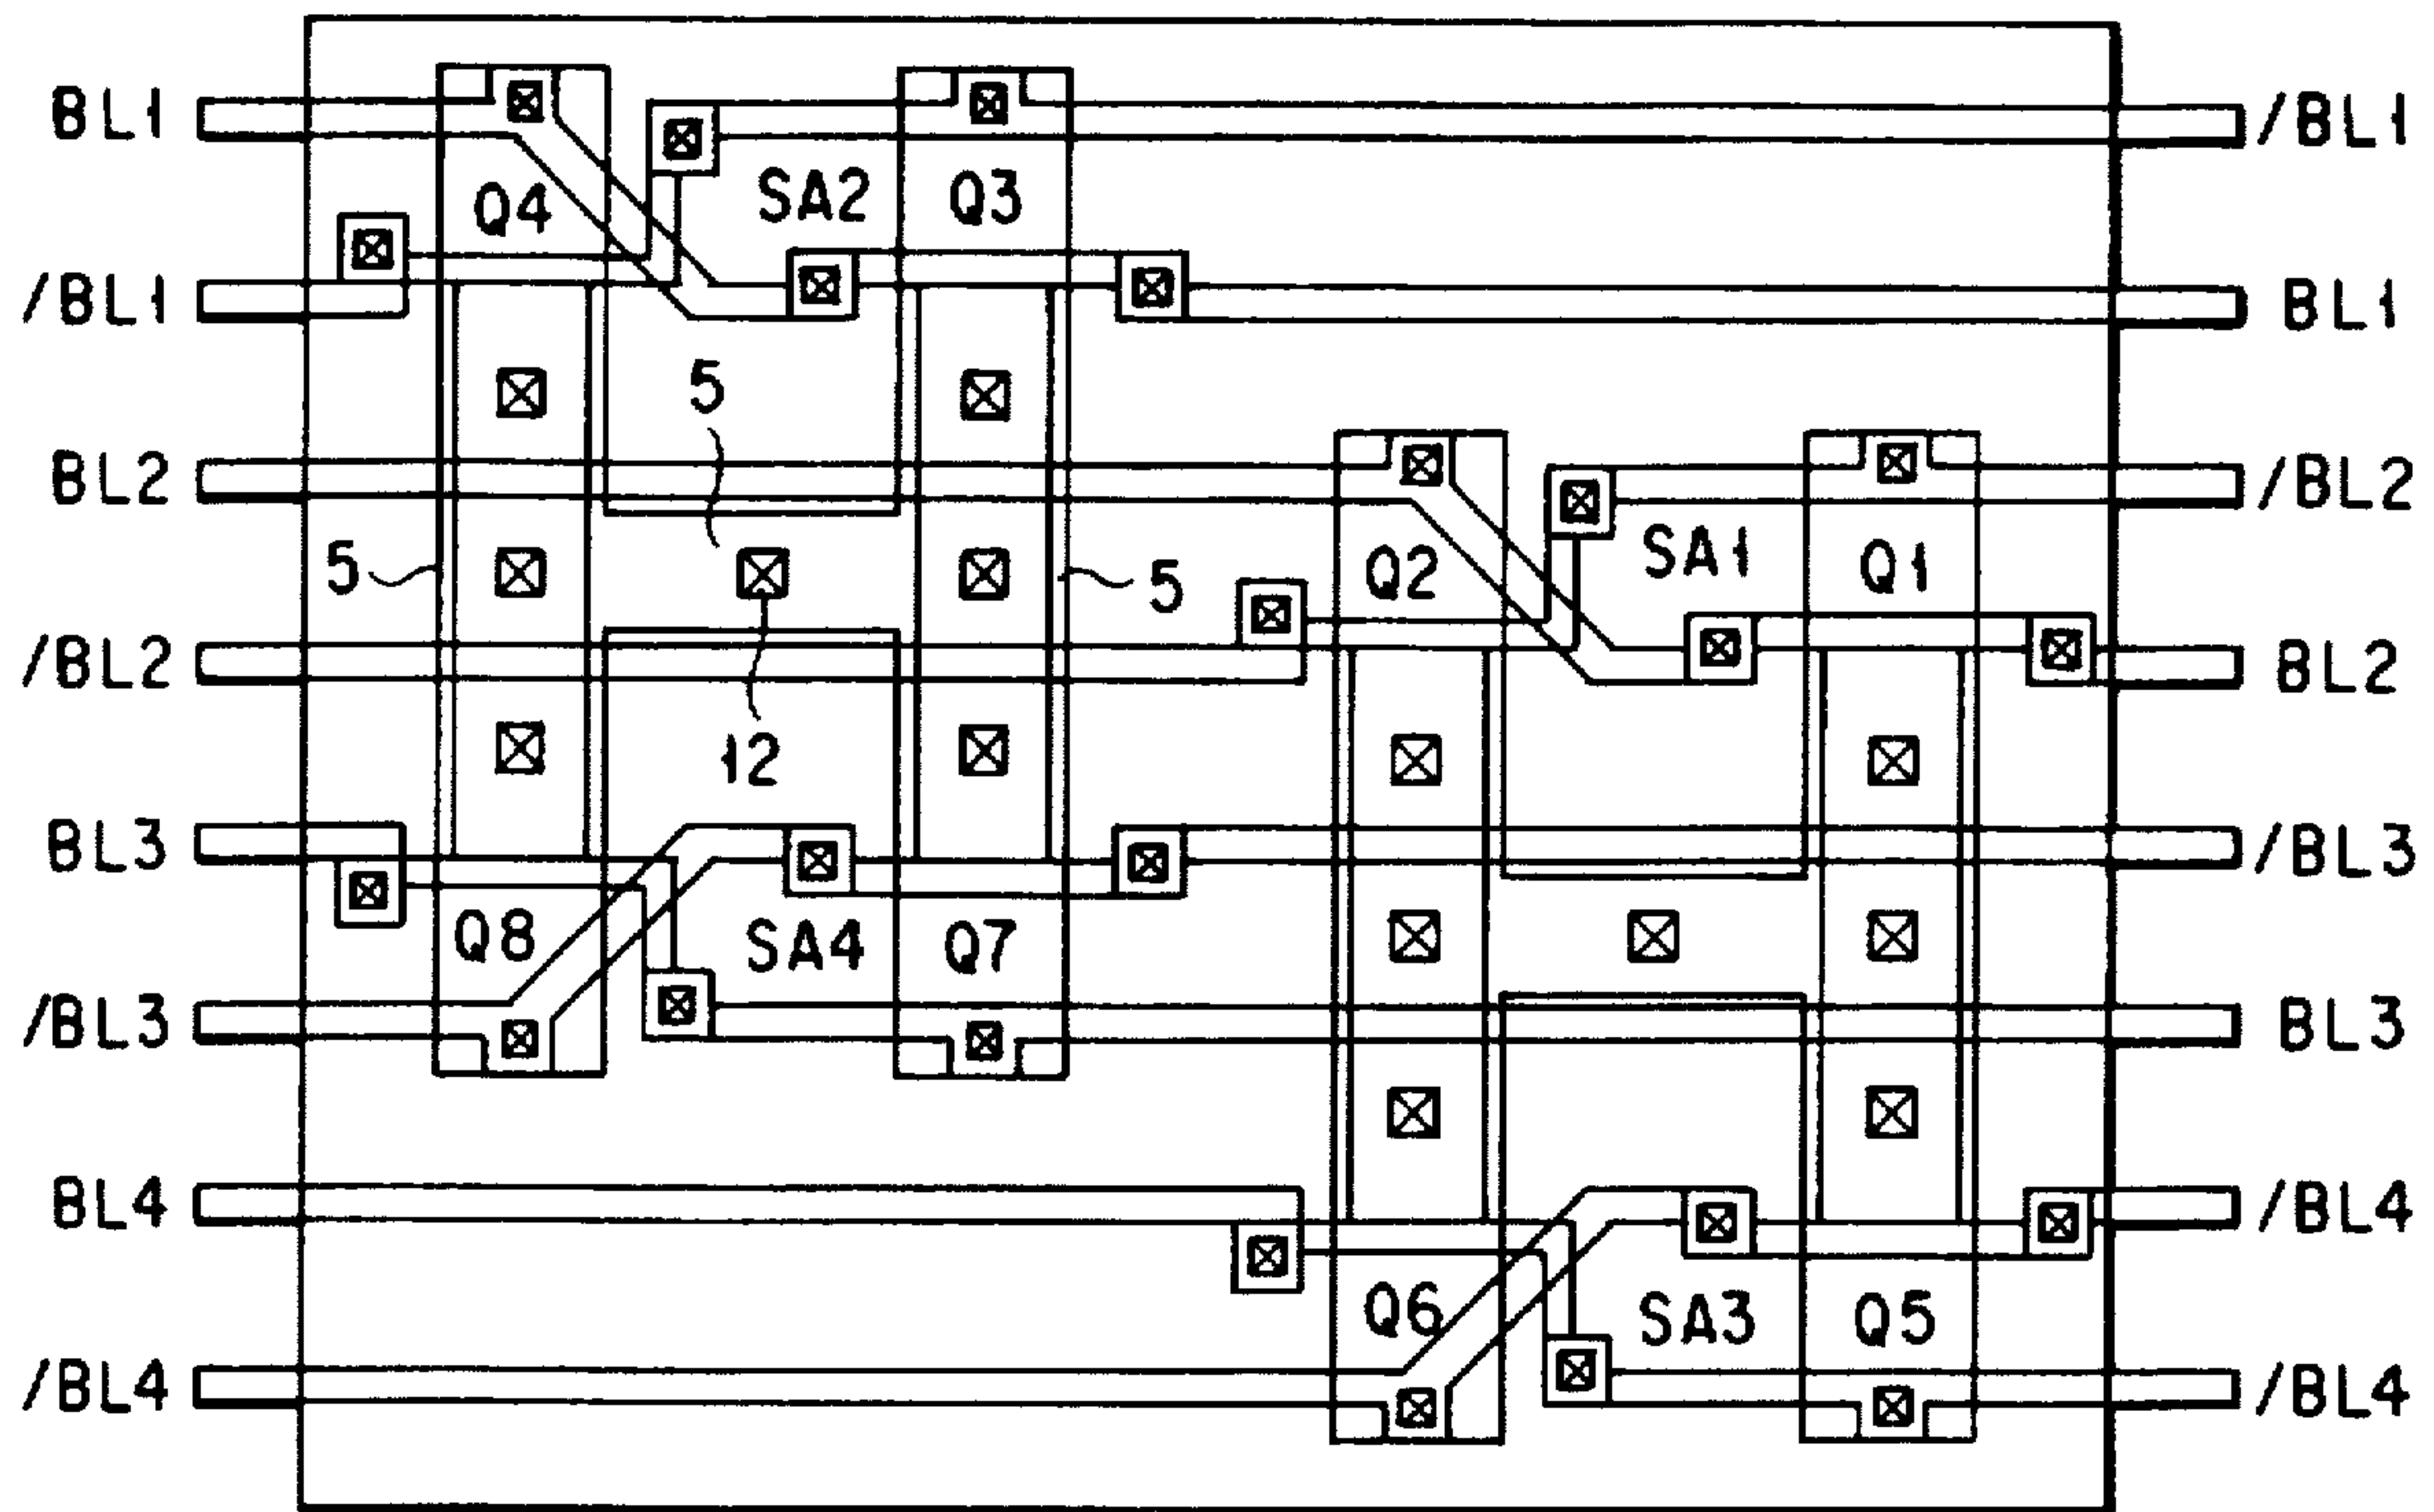 BL1 /BL1
Q4 SA2 Q3
/BL1 BL1
5
BL2 /BL2
5 5 Q2 SA1 Q1
/BL2 BL2
12
BL3 /BL3
Q8 SA4 Q7
/BL3 BL3
BL4 /BL4
Q6 SA3 Q5
/BL4 /BL4